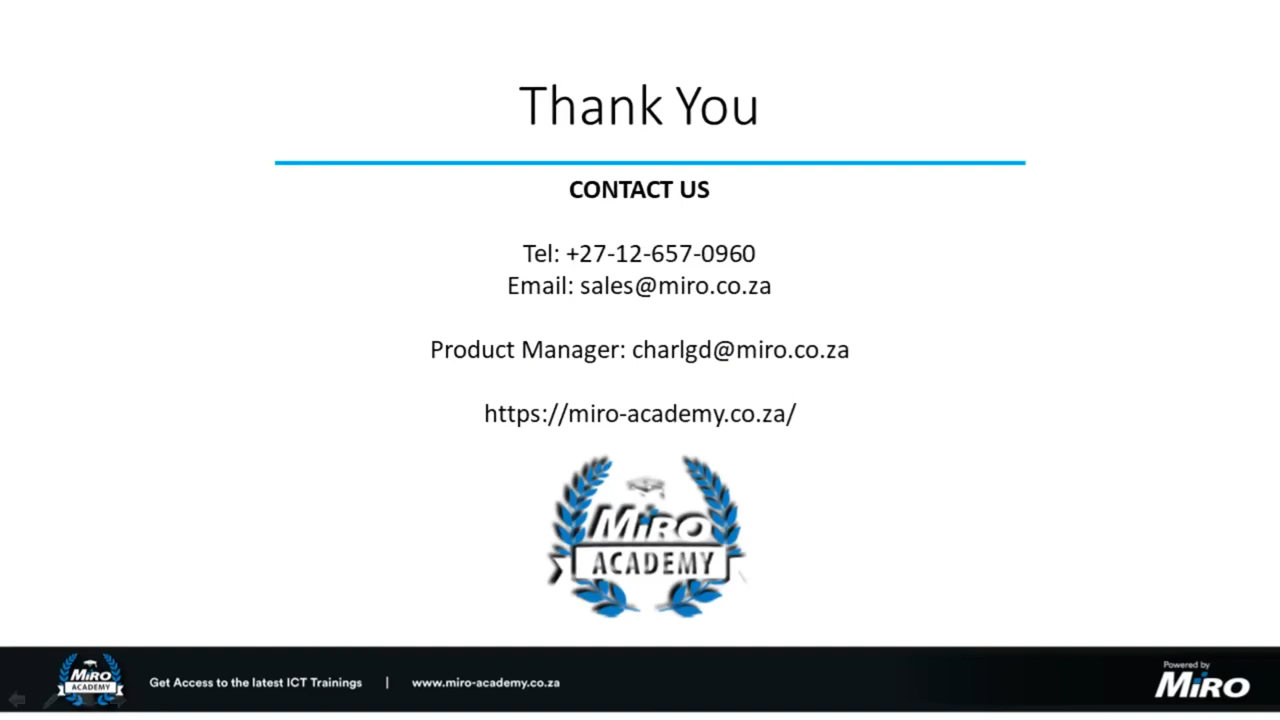 Thank You
CONTACT US
Tel: +27-12-657-0960
Email: sales@miro.co.za
Product Manager: charlgd@miro.co.za
https://miro-academy.co.za/
MiRO
ACADEMY
MiRO
ACADEMY
Get Access to the latest ICT Trainings | www.miro-academy.co.za
Powered by
MiRO